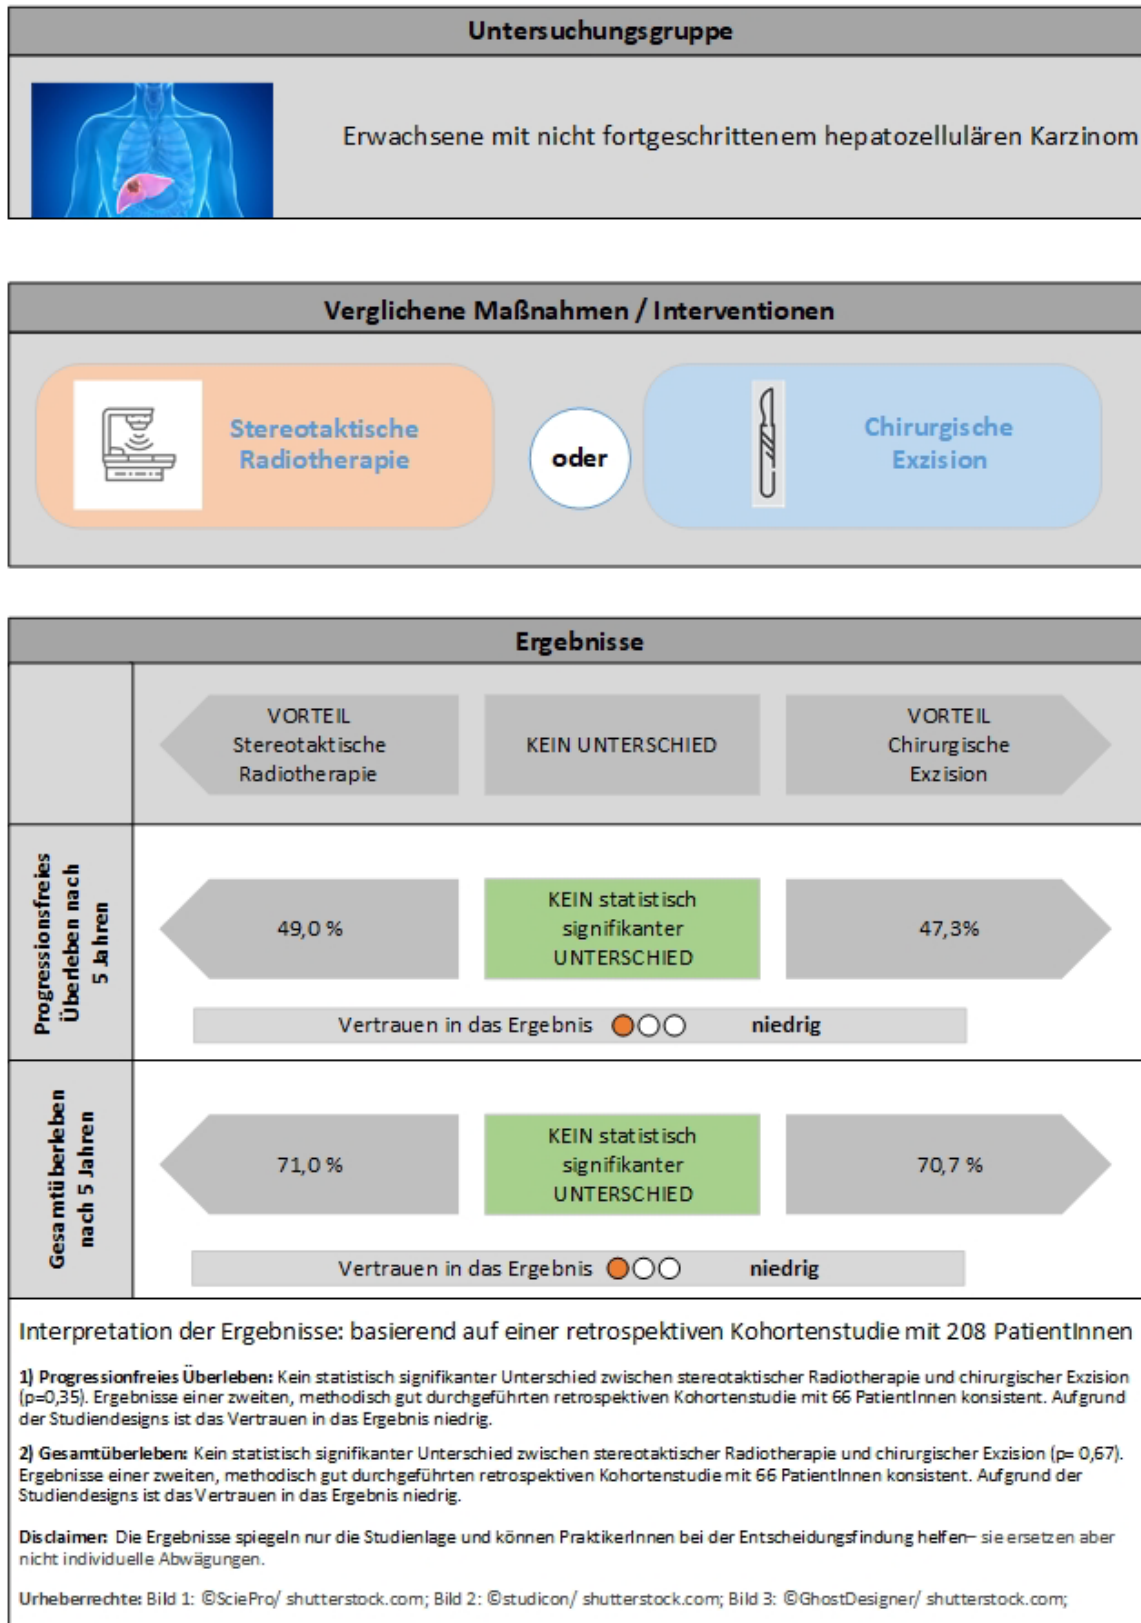 Untersuchungsgruppe
Erwachsene mit nicht fortgeschrittenem hepatozellulären Karzinom
Verglichene Maßnahmen / Interventionen
Stereotaktische
Radiotherapie
oder
Chirurgische
Exzision
Ergebnisse
VORTEIL
Stereotaktische
Radiotherapie
KEIN UNTERSCHIED
VORTEIL
Chirurgische
Exzision
Progressionsfreies
Überleben nach
5 Jahren
49,0 %
KEIN statistisch
signifikanter
UNTERSCHIED
47,3%
Vertrauen in das Ergebnis niedrig
Gesamtüberleben
nach 5 Jahren
71,0 %
KEIN statistisch
signifikanter
UNTERSCHIED
70,7 %
Vertrauen in das Ergebnis niedrig
Interpretation der Ergebnisse: basierend auf einer retrospektiven Kohortenstudie mit 208 PatientInnen
1) Progressionfreies Überleben: Kein statistisch signifikanter Unterschied zwischen stereotaktischer Radiotherapie und chirurgischer Exzision
(p=0,35). Ergebnisse einer zweiten, methodisch gut durchgeführten retrospektiven Kohortenstudie mit 66 PatientInnen konsistent. Aufgrund
der Studiendesigns ist das Vertrauen in das Ergebnis niedrig.
2) Gesamtüberleben: Kein statistisch signifikanter Unterschied zwischen stereotaktischer Radiotherapie und chirurgischer Exzision (p= 0,67).
Ergebnisse einer zweiten, methodisch gut durchgeführten retrospektiven Kohortenstudie mit 66 PatientInnen konsistent. Aufgrund der
Studiendesigns ist das Vertrauen in das Ergebnis niedrig.
Disclaimer: Die Ergebnisse spiegeln nur die Studienlage und können PraktikerInnen bei der Entscheidungsfindung helfen– sie ersetzen aber
nicht individuelle Abwägungen.
Urheberrechte: Bild 1: ©SciePro/ shutterstock.com; Bild 2: ©studicon/ shutterstock.com; Bild 3: ©GhostDesigner/ shutterstock.com;